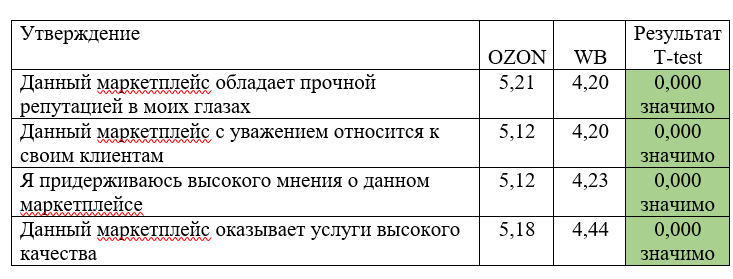 Утверждение OZON WB Результат
T-test
Данный маркетплейс обладает прочной 5,21 4,20 0,000
репутацией в моих глазах значимо
Данный маркетплейс с уважением относится к 5,12 4,20 0,000
своим клиентам значимо
Я придерживаюсь высокого мнения о данном 5,12 4,23 0,000
маркетплейсе значимо
Данный маркетплейс оказывает услуги высокого 5,18 4,44 0,000
качества значимо